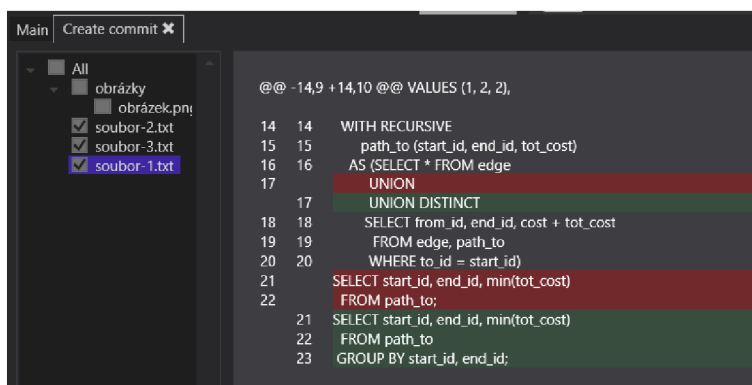 Main Create commit ✖
All
obrázky
obrázek.pn
soubor-2.txt
soubor-3.txt
soubor-1.txt
@@ -14,9 +14,10 @@ VALUES (1, 2, 2),
14 14 WITH RECURSIVE
15 15 path_to (start_id, end_id, tot_cost)
16 16 AS (SELECT * FROM edge
17 UNION
17 UNION DISTINCT
18 18 SELECT from_id, end_id, cost + tot_cost
19 19 FROM edge, path_to
20 20 WHERE to_id = start_id)
21 SELECT start_id, end_id, min(tot_cost)
22 FROM path_to;
21 SELECT start_id, end_id, min(tot_cost)
22 FROM path_to
23 GROUP BY start_id, end_id;